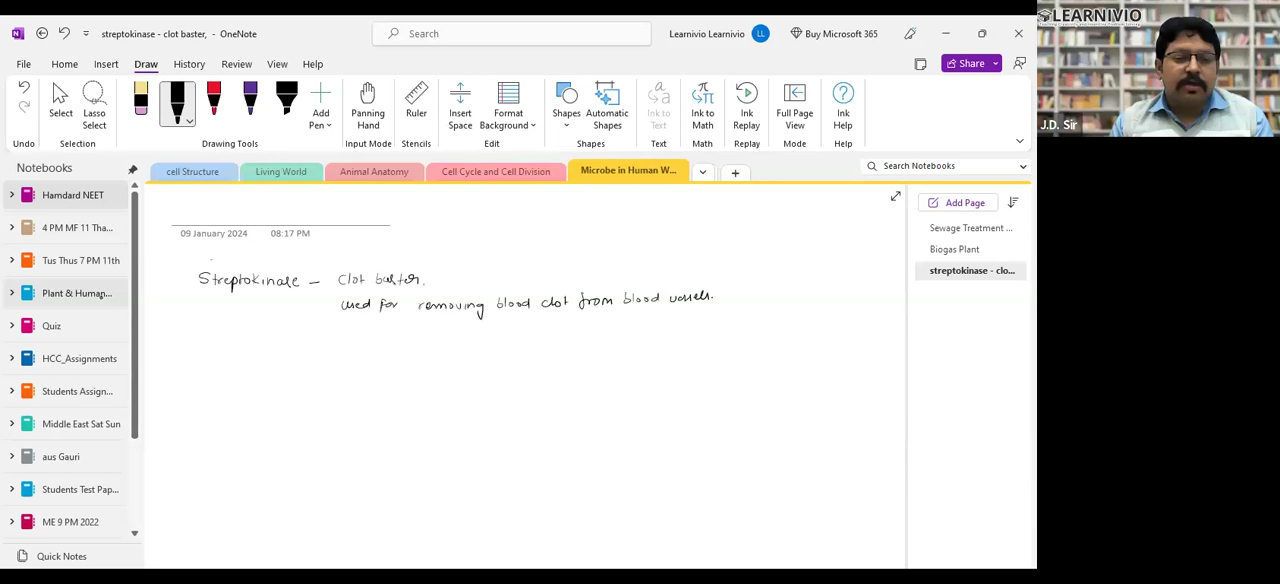 streptokinase - clot baster, - OneNote
Search
Learnivio Learnivio
LL
Buy Microsoft 365
LEARNIVIO
J.D. Sir
File Home Insert Draw History Review View Help
Share
Select
Lasso Select
Add Pen
Panning Hand
Ruler
Insert Space
Format Background
Shapes
Automatic Shapes
Ink to Text
Ink to Math
Ink Replay
Full Page View
Ink Help
Undo
Selection
Drawing Tools
Input Mode
Stencils
Edit
Shapes
Text
Math
Replay
Mode
Help
Notebooks
cell Structure
Living World
Animal Anatomy
Cell Cycle and Cell Division
Microbe in Human W...
Search Notebooks
Hamdard NEET
4 PM MF 11 Tha...
Tus Thus 7 PM 11th
Plant & Human,...
Quiz
HCC_Assignments
Students Assign...
Middle East Sat Sun
aus Gauri
Students Test Pap...
ME 9 PM 2022
Quick Notes
09 January 2024 08:17 PM
Streptokinase - Clot baster,
used for removing blood clot from blood vessels.
Add Page
Sewage Treatment ...
Biogas Plant
streptokinase - clo...